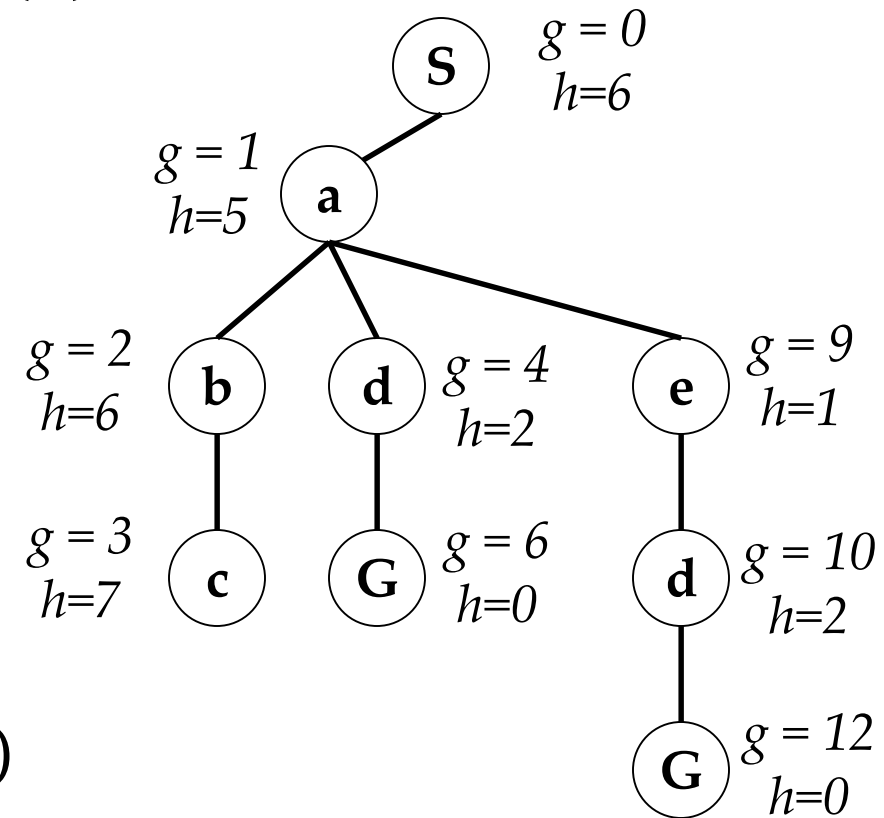 S
g = 0
h=6
g = 1
h=5
a
g = 2
h=6
b
d
g = 4
h=2
e
g = 9
h=1
g = 3
h=7
c
G
g = 6
h=0
d
g = 10
h=2
)
G
g = 12
h=0